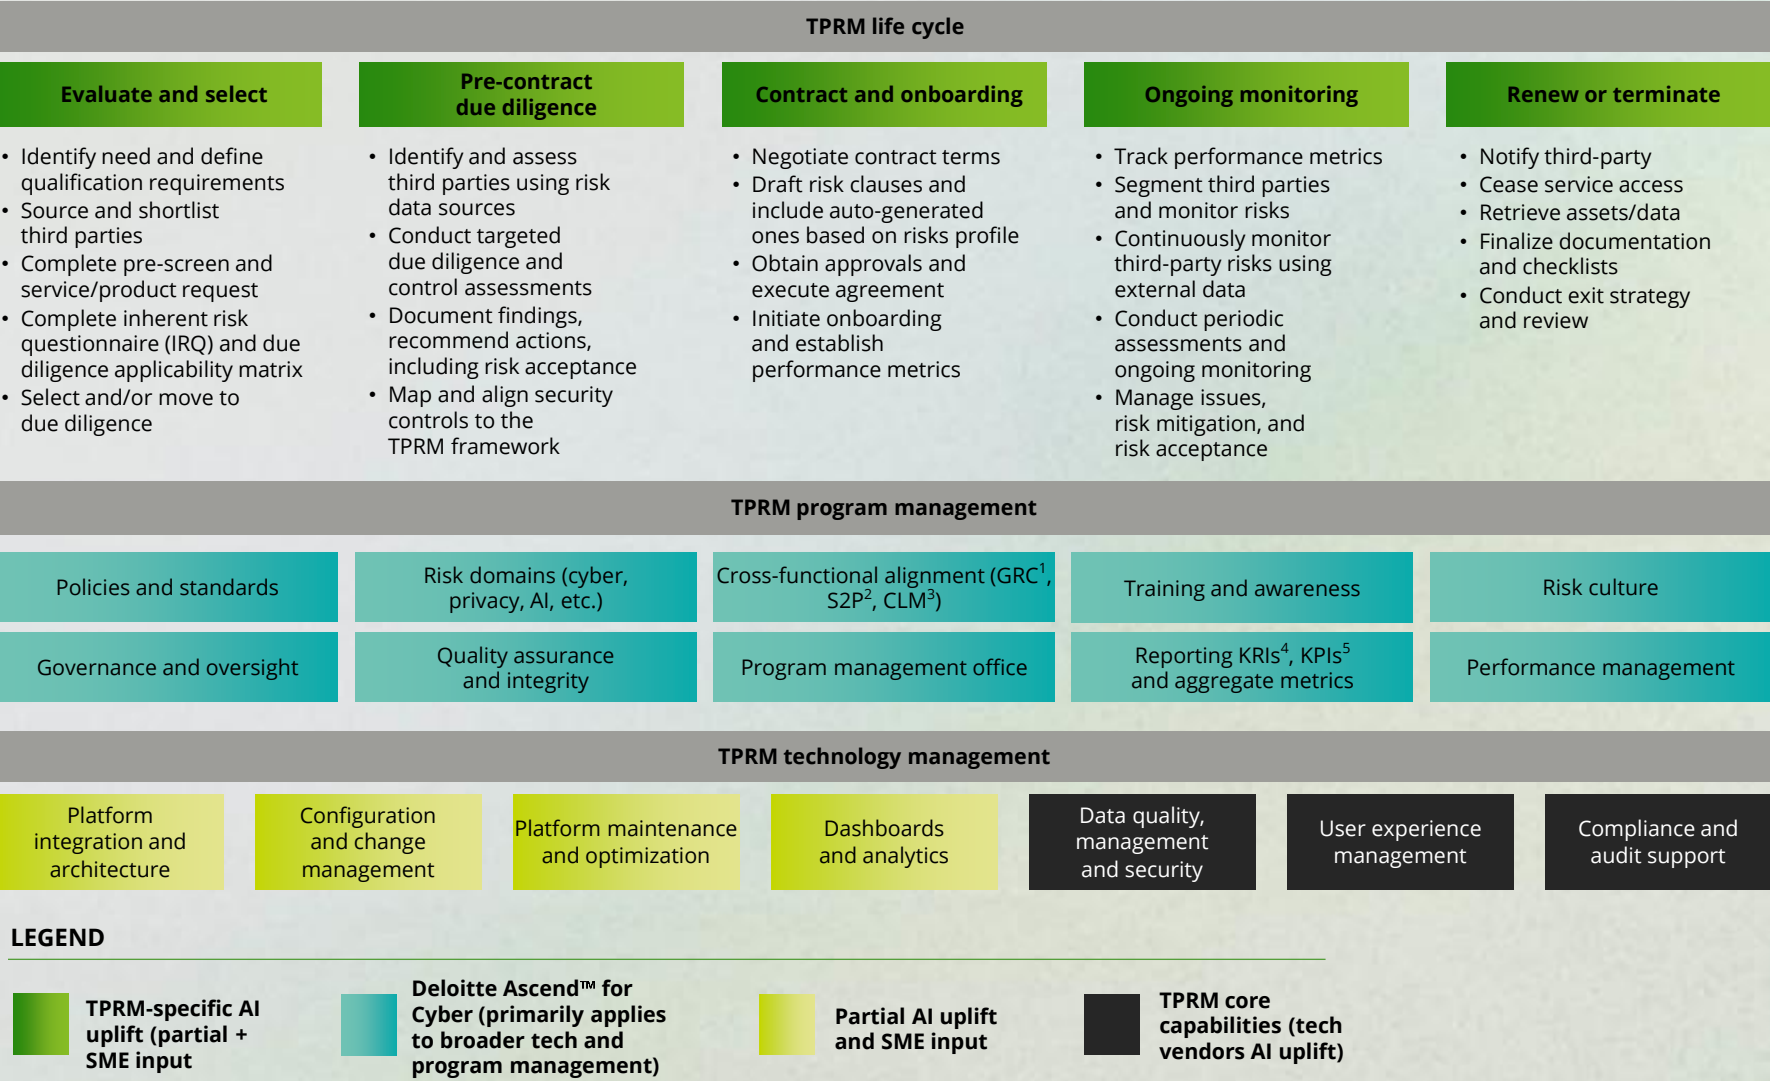 TPRM life cycle
Evaluate and select
• Identify need and define
qualification requirements
• Source and shortlist
third parties
• Complete pre-screen and
service/product request
• Complete inherent risk
questionnaire (IRQ) and due
diligence applicability matrix
• Select and/or move to
due diligence
Pre-contract
due diligence
• Identify and assess
third parties using risk
data sources
• Conduct targeted
due diligence and
control assessments
• Document findings,
recommend actions,
including risk acceptance
• Map and align security
controls to the
TPRM framework
Contract and onboarding
• Negotiate contract terms
• Draft risk clauses and
include auto-generated
ones based on risks profile
• Obtain approvals and
execute agreement
• Initiate onboarding
and establish
performance metrics
Ongoing monitoring
• Track performance metrics
• Segment third parties
and monitor risks
• Continuously monitor
third-party risks using
external data
• Conduct periodic
assessments and
ongoing monitoring
• Manage issues,
risk mitigation, and
risk acceptance
Renew or terminate
• Notify third-party
• Cease service access
• Retrieve assets/data
• Finalize documentation
and checklists
• Conduct exit strategy
and review
TPRM program management
Policies and standards
Risk domains (cyber,
privacy, AI, etc.)
Cross-functional alignment (GRC¹,
S2P², CLM³)
Training and awareness
Risk culture
Governance and oversight
Quality assurance
and integrity
Program management office
Reporting KRIs⁴, KPIs⁵
and aggregate metrics
Performance management
TPRM technology management
Platform
integration and
architecture
Configuration
and change
management
Platform maintenance
and optimization
Dashboards
and analytics
Data quality,
management
and security
User experience
management
Compliance and
audit support
LEGEND
TPRM-specific AI
uplift (partial +
SME input
Deloitte Ascend™ for
Cyber (primarily applies
to broader tech and
program management)
Partial AI uplift
and SME input
TPRM core
capabilities (tech
vendors AI uplift)